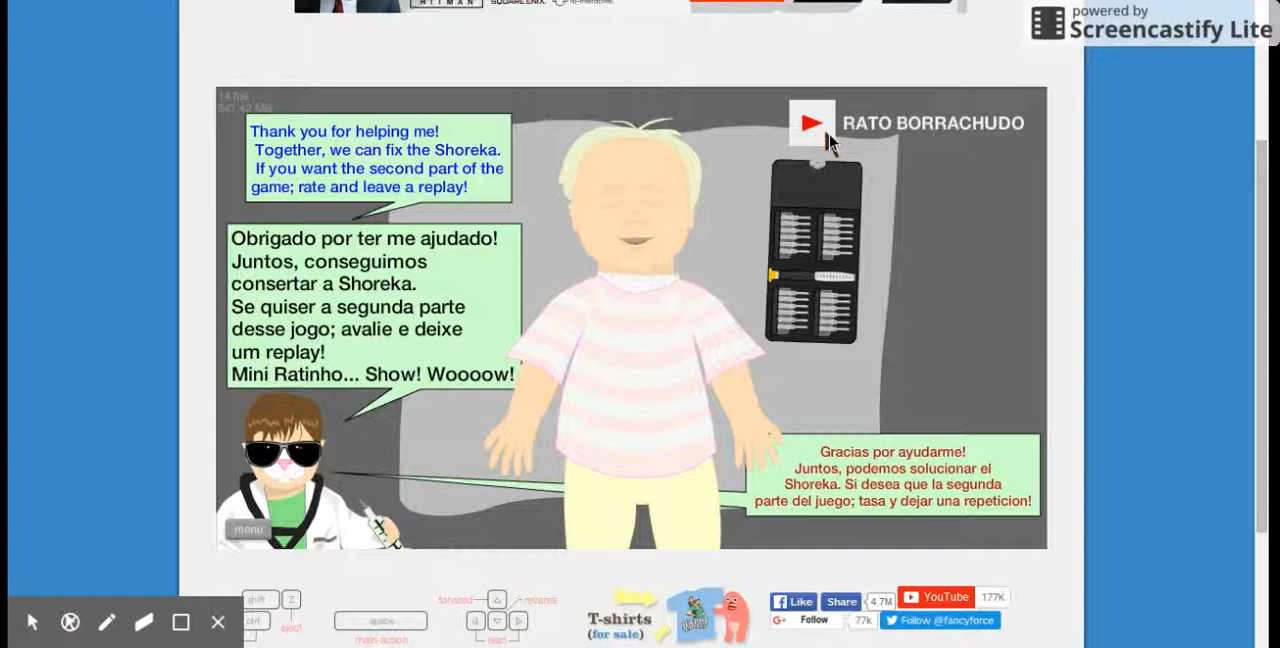 HITMAN SQUARE ENIX.
powered by
Screencastify Lite
14 fps
RATO BORRACHUDO
Thank you for helping me!
Together, we can fix the Shoreka.
If you want the second part of the
game; rate and leave a replay!
Obrigado por ter me ajudado!
Juntos, conseguimos
consertar a Shoreka.
Se quiser a segunda parte
desse jogo; avalie e deixe
um replay!
Mini Ratinho... Show! Woooow!
Gracias por ayudarme!
Juntos, podemos solucionar el
Shoreka. Si desea que la segunda
parte del juego; tasa y dejar una repeticion!
menu
shift Z
ctrl
eject
space
main action
forward reverse
lean
T-shirts
(for sale)
Like Share 4.7M
YouTube 177K
G+ Follow 77k
Follow @fancyforce